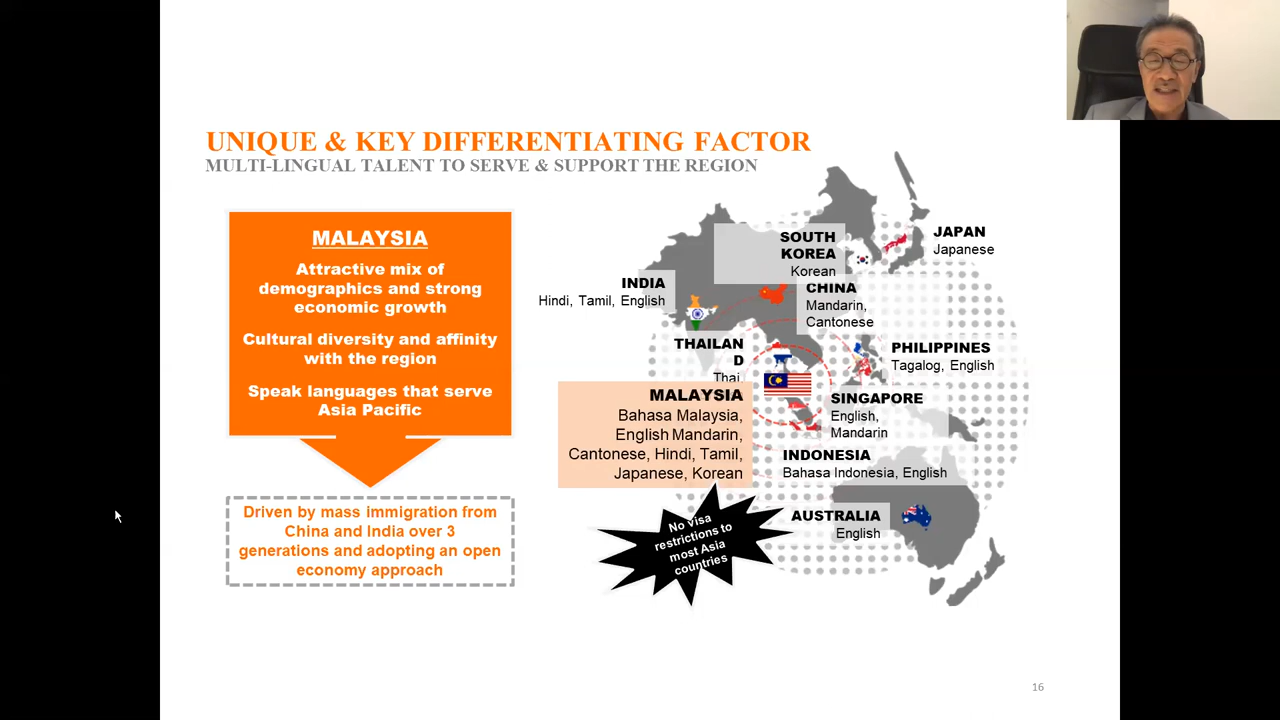 UNIQUE & KEY DIFFERENTIATING FACTOR
MULTI-LINGUAL TALENT TO SERVE & SUPPORT THE REGION
MALAYSIA
Attractive mix of
demographics and strong
economic growth
Cultural diversity and affinity
with the region
Speak languages that serve
Asia Pacific
Driven by mass immigration from
China and India over 3
generations and adopting an open
economy approach
SOUTH
KOREA
Korean
JAPAN
Japanese
INDIA
Hindi, Tamil, English
CHINA
Mandarin,
Cantonese
THAILAN
D
Thai
PHILIPPINES
Tagalog, English
MALAYSIA
Bahasa Malaysia,
English Mandarin,
Cantonese, Hindi, Tamil,
Japanese, Korean
SINGAPORE
English,
Mandarin
INDONESIA
Bahasa Indonesia, English
AUSTRALIA
English
No visa
restrictions to
most Asia
countries
16